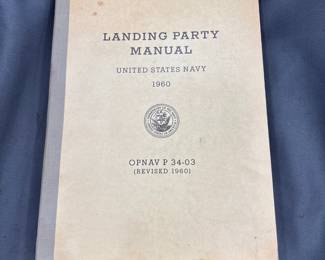 LANDING PARTY
MANUAL
UNITED STATES NAVY
1960
OPNAV P 34-03
(REVISED 1960)